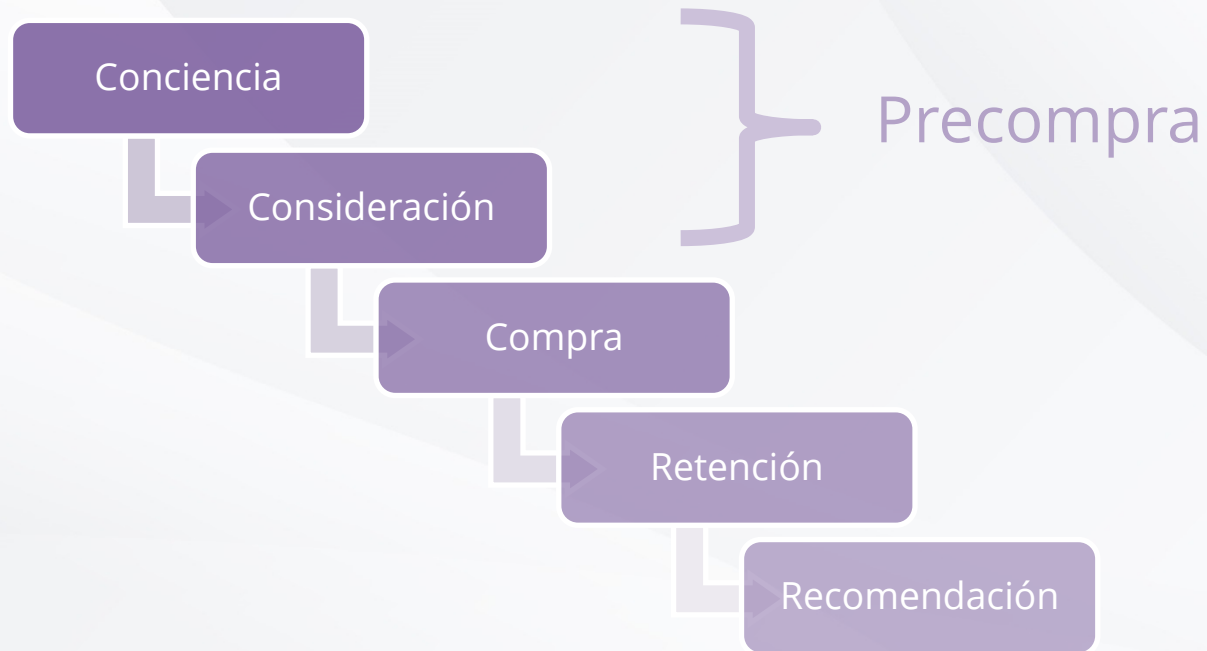 Conciencia
Precompra
Consideración
Compra
Retención
Recomendación